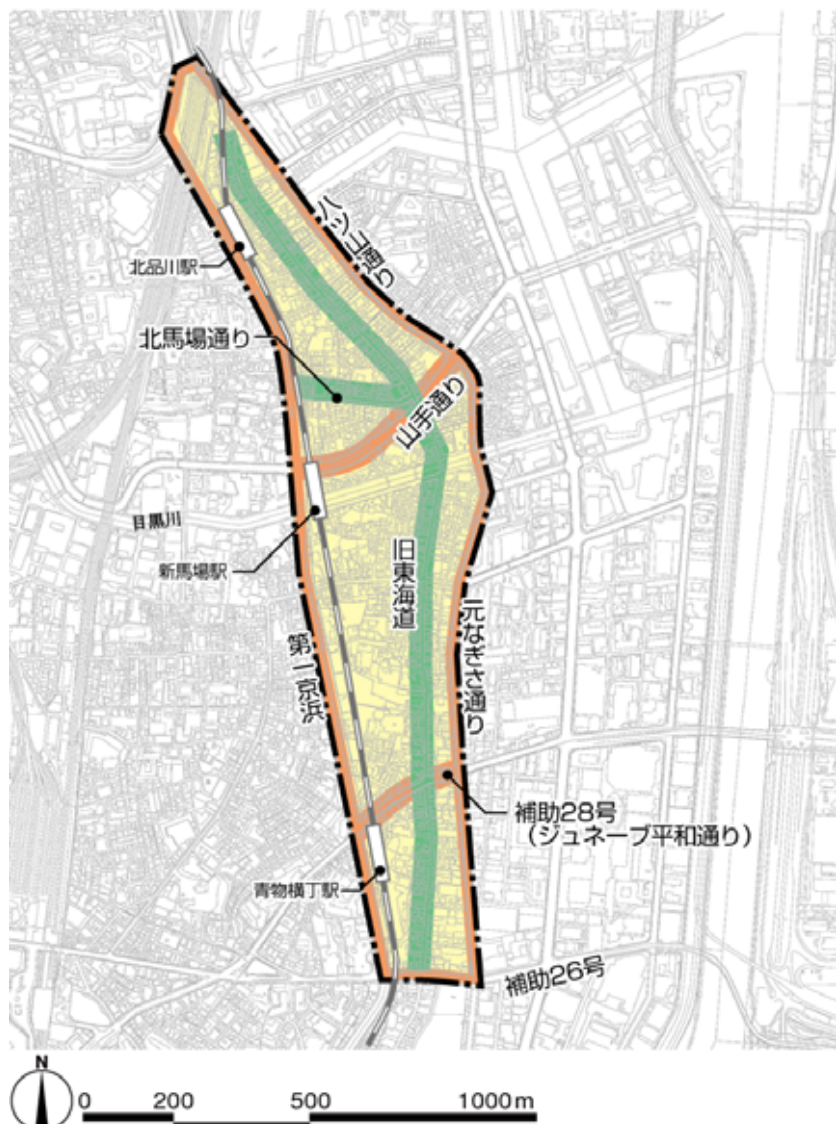 八ツ山通り
北品川駅
北馬場通り
山手通り
目黒川
新馬場駅
旧東海道
元なぎさ通り
第一京浜
補助28号
（ジュネーブ平和通り）
青物横丁駅
補助26号
N
0 200 500 1000m